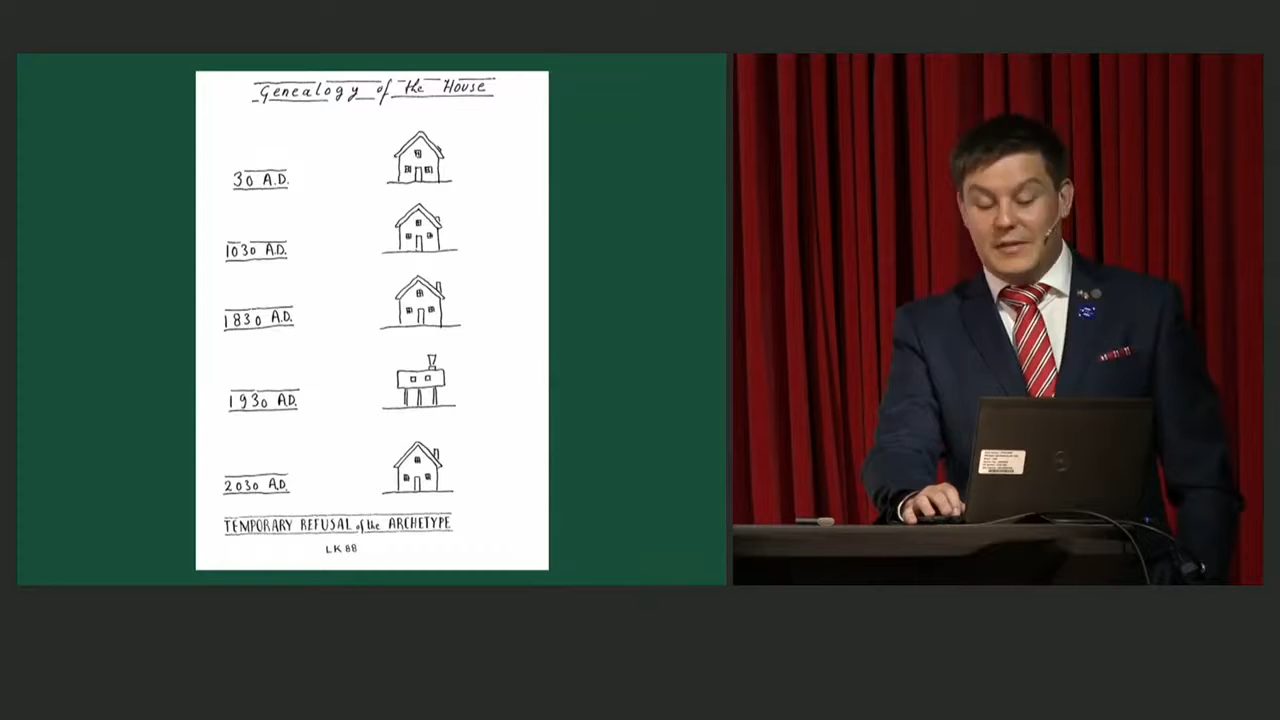 Genealogy of the House
30 A.D.
1030 A.D.
1830 A.D.
1930 A.D.
2030 A.D.
TEMPORARY REFUSAL of the ARCHETYPE
LK 88